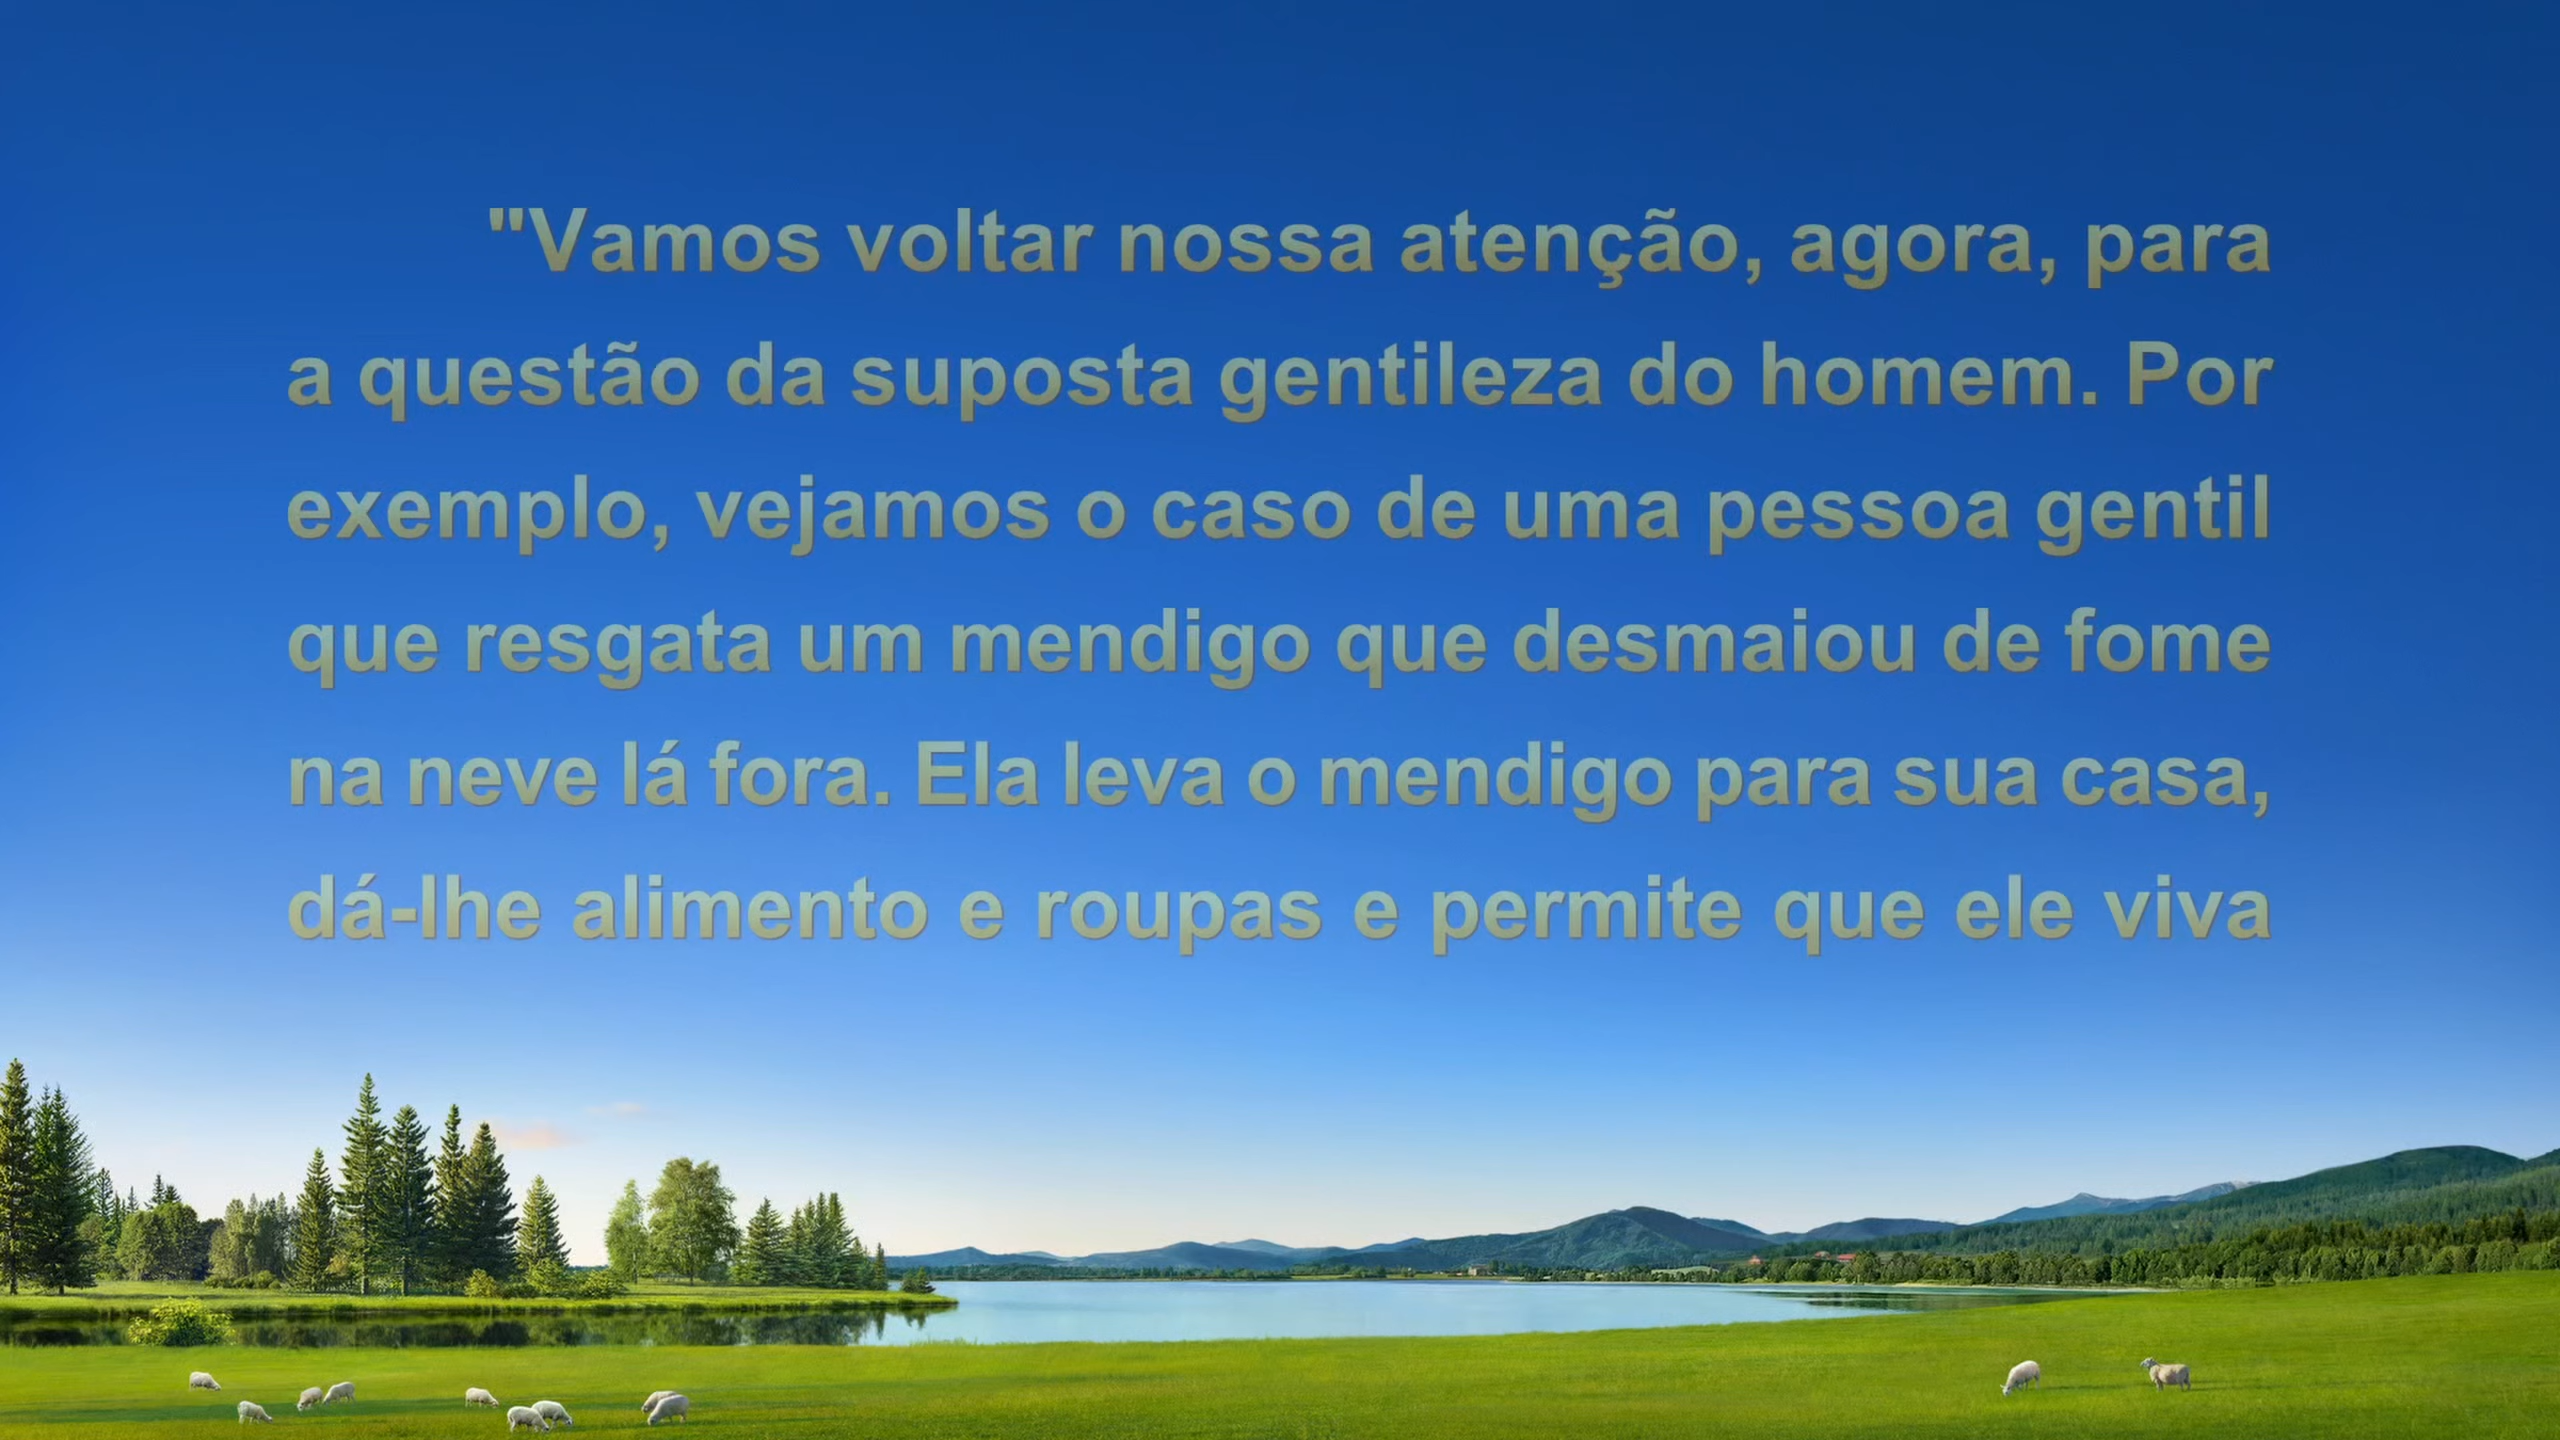 "Vamos voltar nossa atenção, agora, para
a questão da suposta gentileza do homem. Por
exemplo, vejamos o caso de uma pessoa gentil
que resgata um mendigo que desmaiou de fome
na neve lá fora. Ela leva o mendigo para sua casa,
dá-lhe alimento e roupas e permite que ele viva